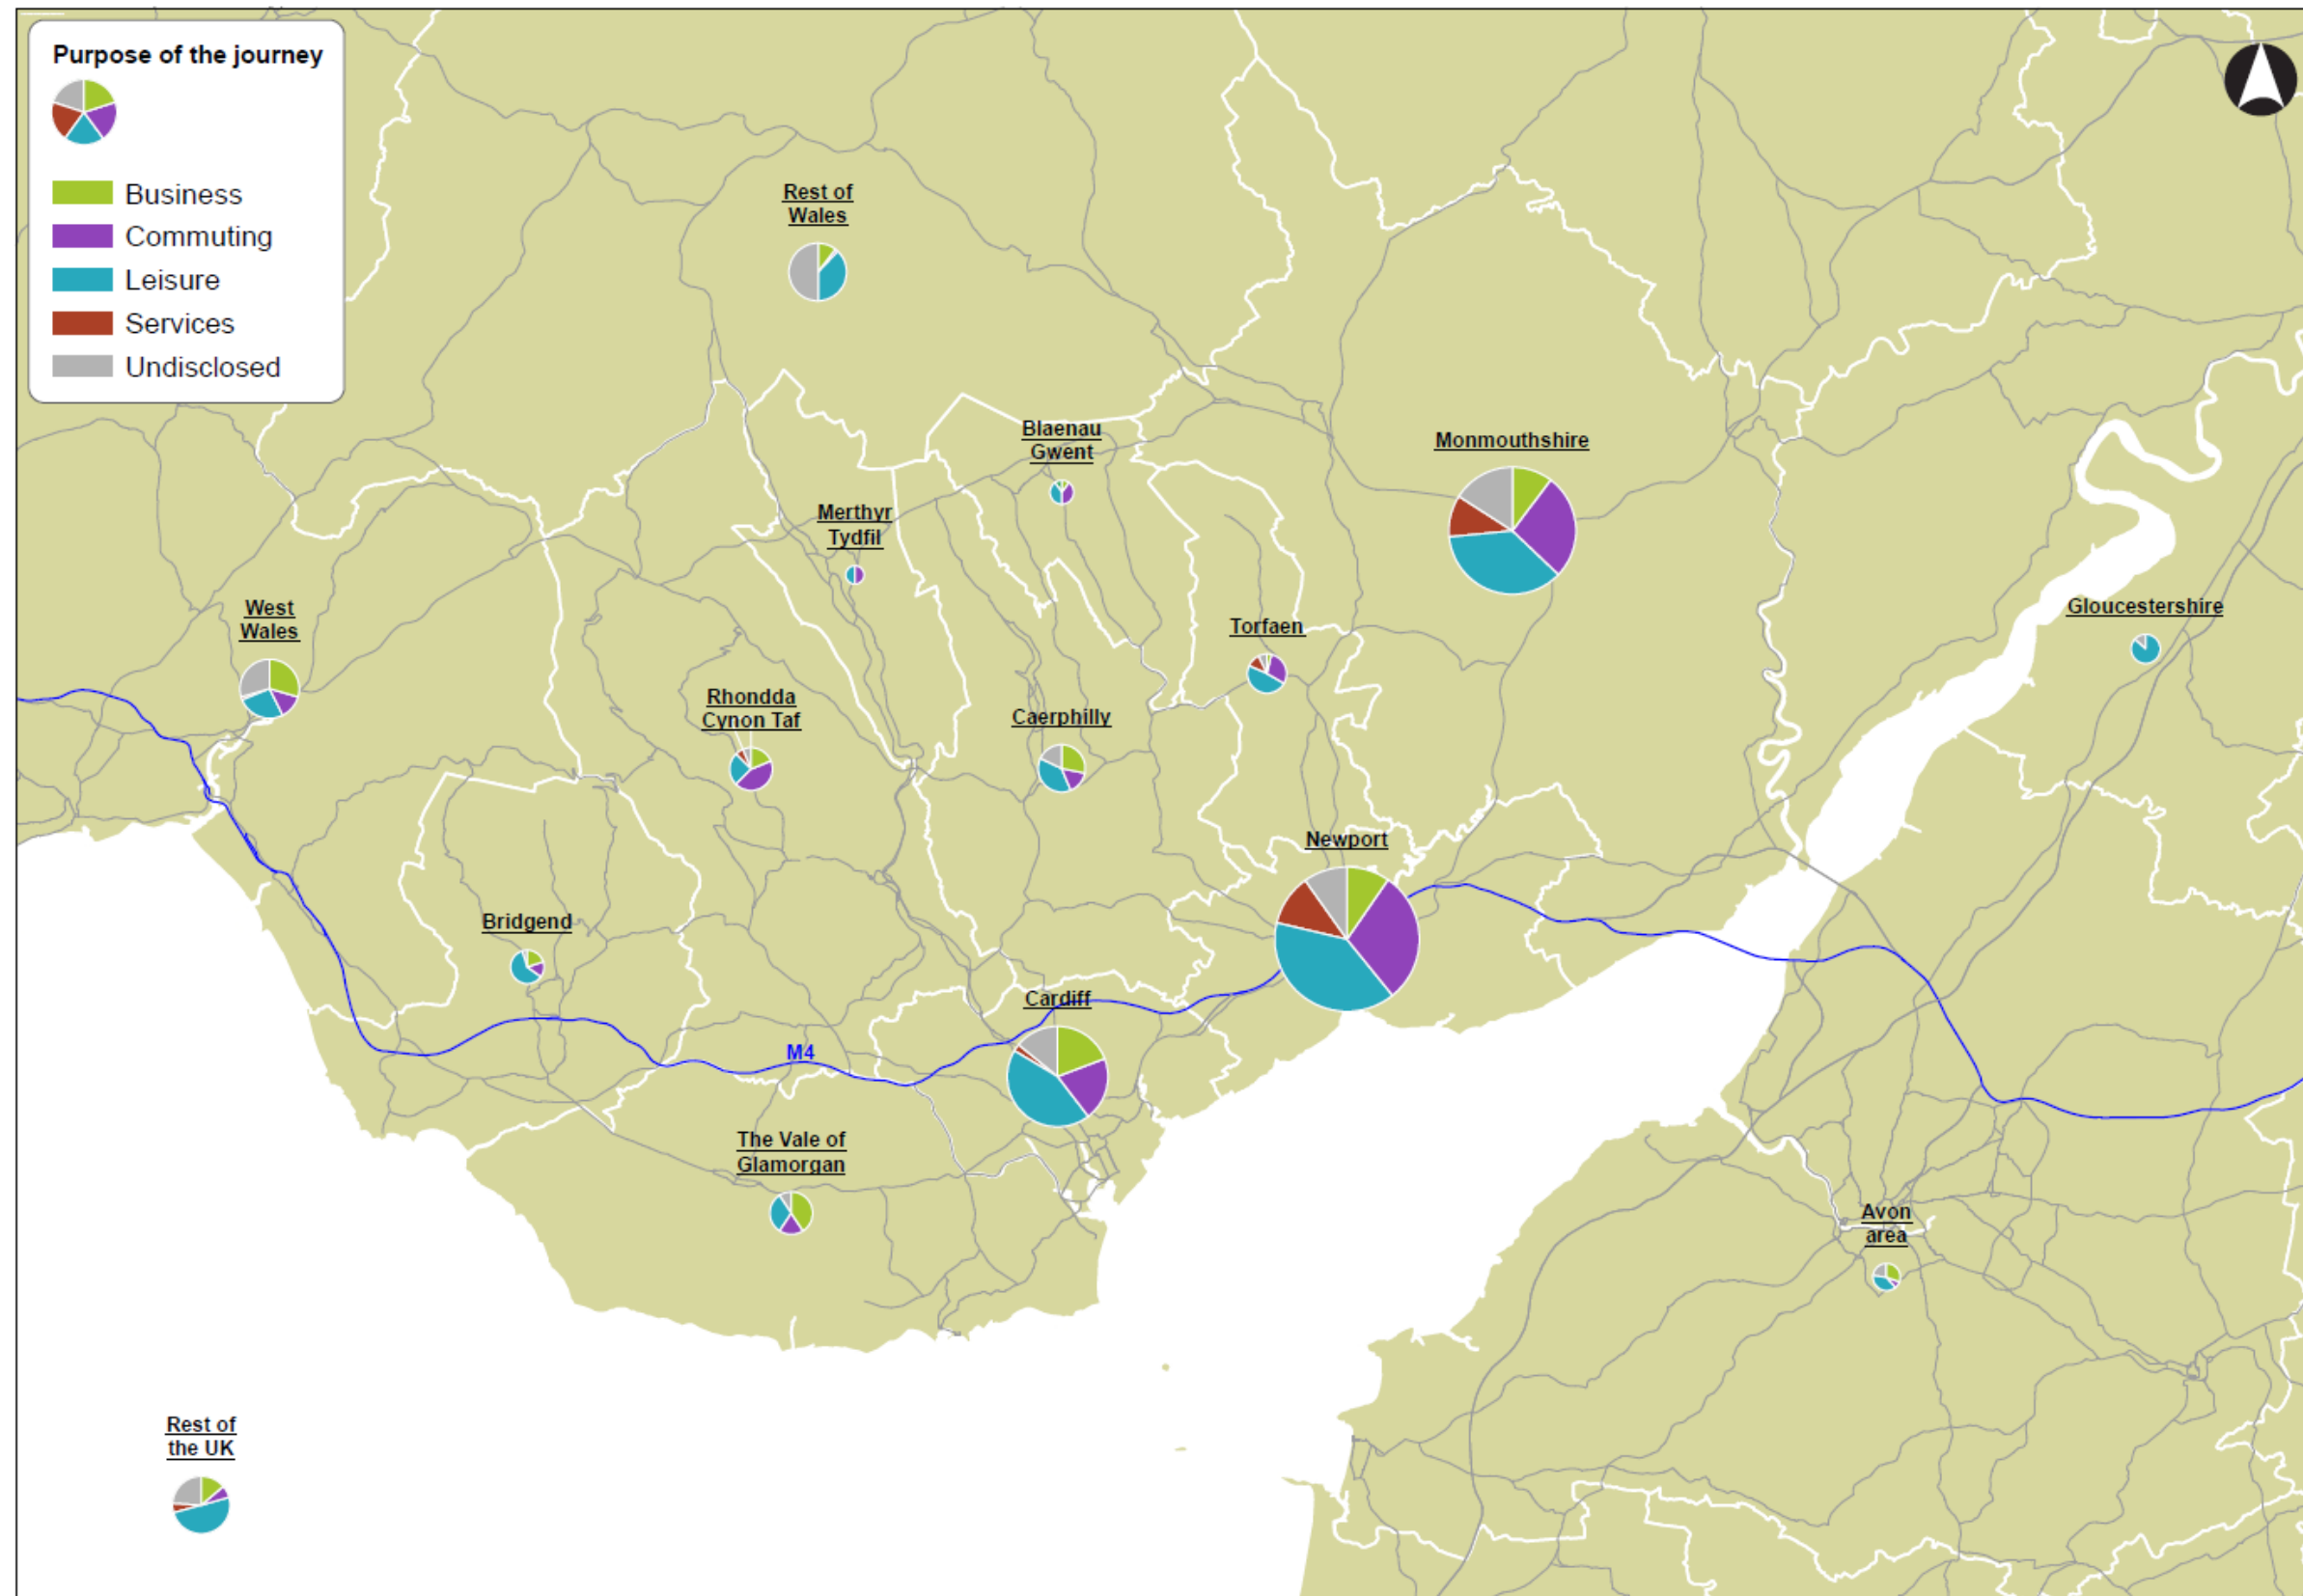 Purpose of the journey
Business
Commuting
Leisure
Services
Undisclosed
Rest of
Wales
Blaenau
Gwent
Monmouthshire
Merthyr
Tydfil
West
Wales
Torfaen
Gloucestershire
Rhondda
Cynon Taf
Caerphilly
Newport
Bridgend
Cardiff
M4
The Vale of
Glamorgan
Avon
area
Rest of
the UK